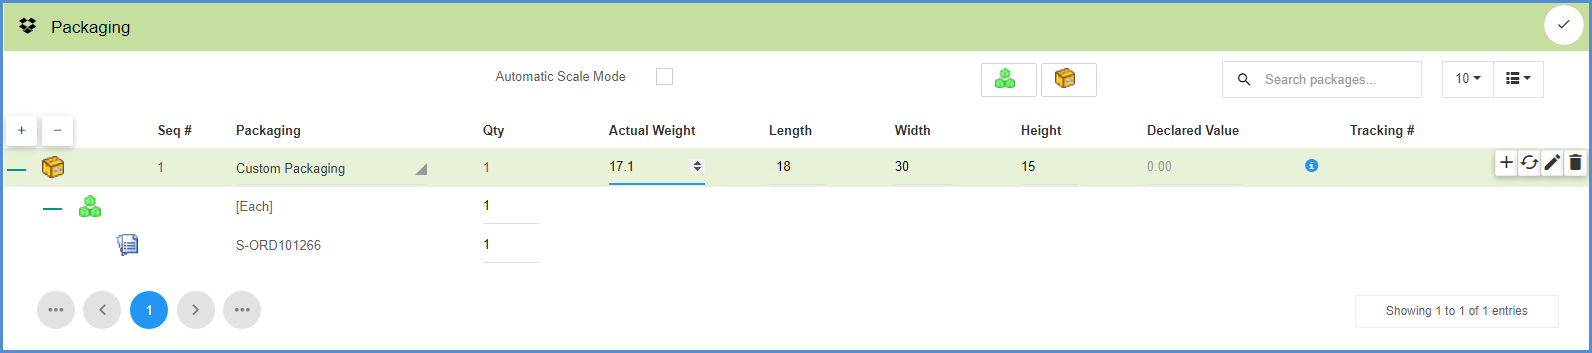 Packaging
Automatic Scale Mode
Search packages...
10
Seq # Packaging Qty Actual Weight Length Width Height Declared Value Tracking #
1 Custom Packaging 1 17.1 18 30 15 0.00
[Each] 1
S-ORD101266 1
1
Showing 1 to 1 of 1 entries